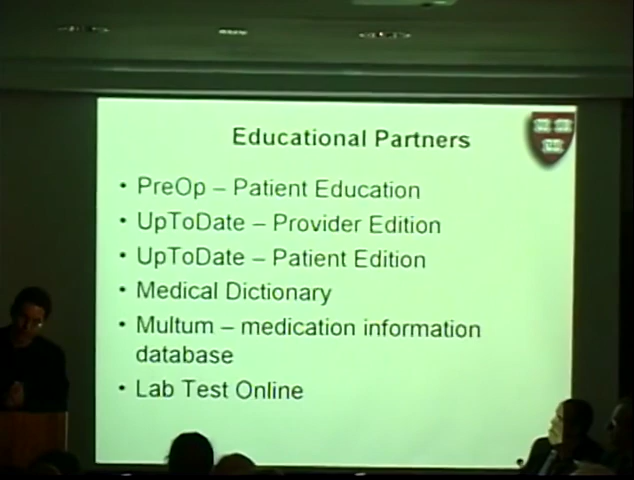 Educational Partners
• PreOp – Patient Education
• UpToDate – Provider Edition
• UpToDate – Patient Edition
• Medical Dictionary
• Multum – medication information
database
• Lab Test Online